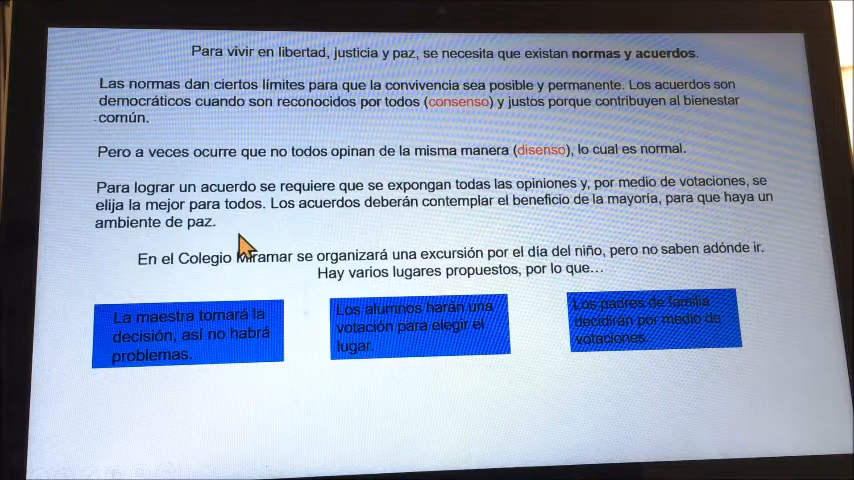 Para vivir en libertad, justicia y paz, se necesita que existan normas y acuerdos.
Las normas dan ciertos límites para que la convivencia sea posible y permanente. Los acuerdos son
democráticos cuando son reconocidos por todos (consenso) y justos porque contribuyen al bienestar
común.
Pero a veces ocurre que no todos opinan de la misma manera (disenso), lo cual es normal.
Para lograr un acuerdo se requiere que se expongan todas las opiniones y, por medio de votaciones, se
elija la mejor para todos. Los acuerdos deberán contemplar el beneficio de la mayoría, para que haya un
ambiente de paz.
En el Colegio Miramar se organizará una excursión por el día del niño, pero no saben adónde ir.
Hay varios lugares propuestos, por lo que…
La maestra tomará la
decisión, así no habrá
problemas.
Los alumnos harán una
votación para elegir el
lugar.
Los padres de familia
decidirán por medio de
votaciones.